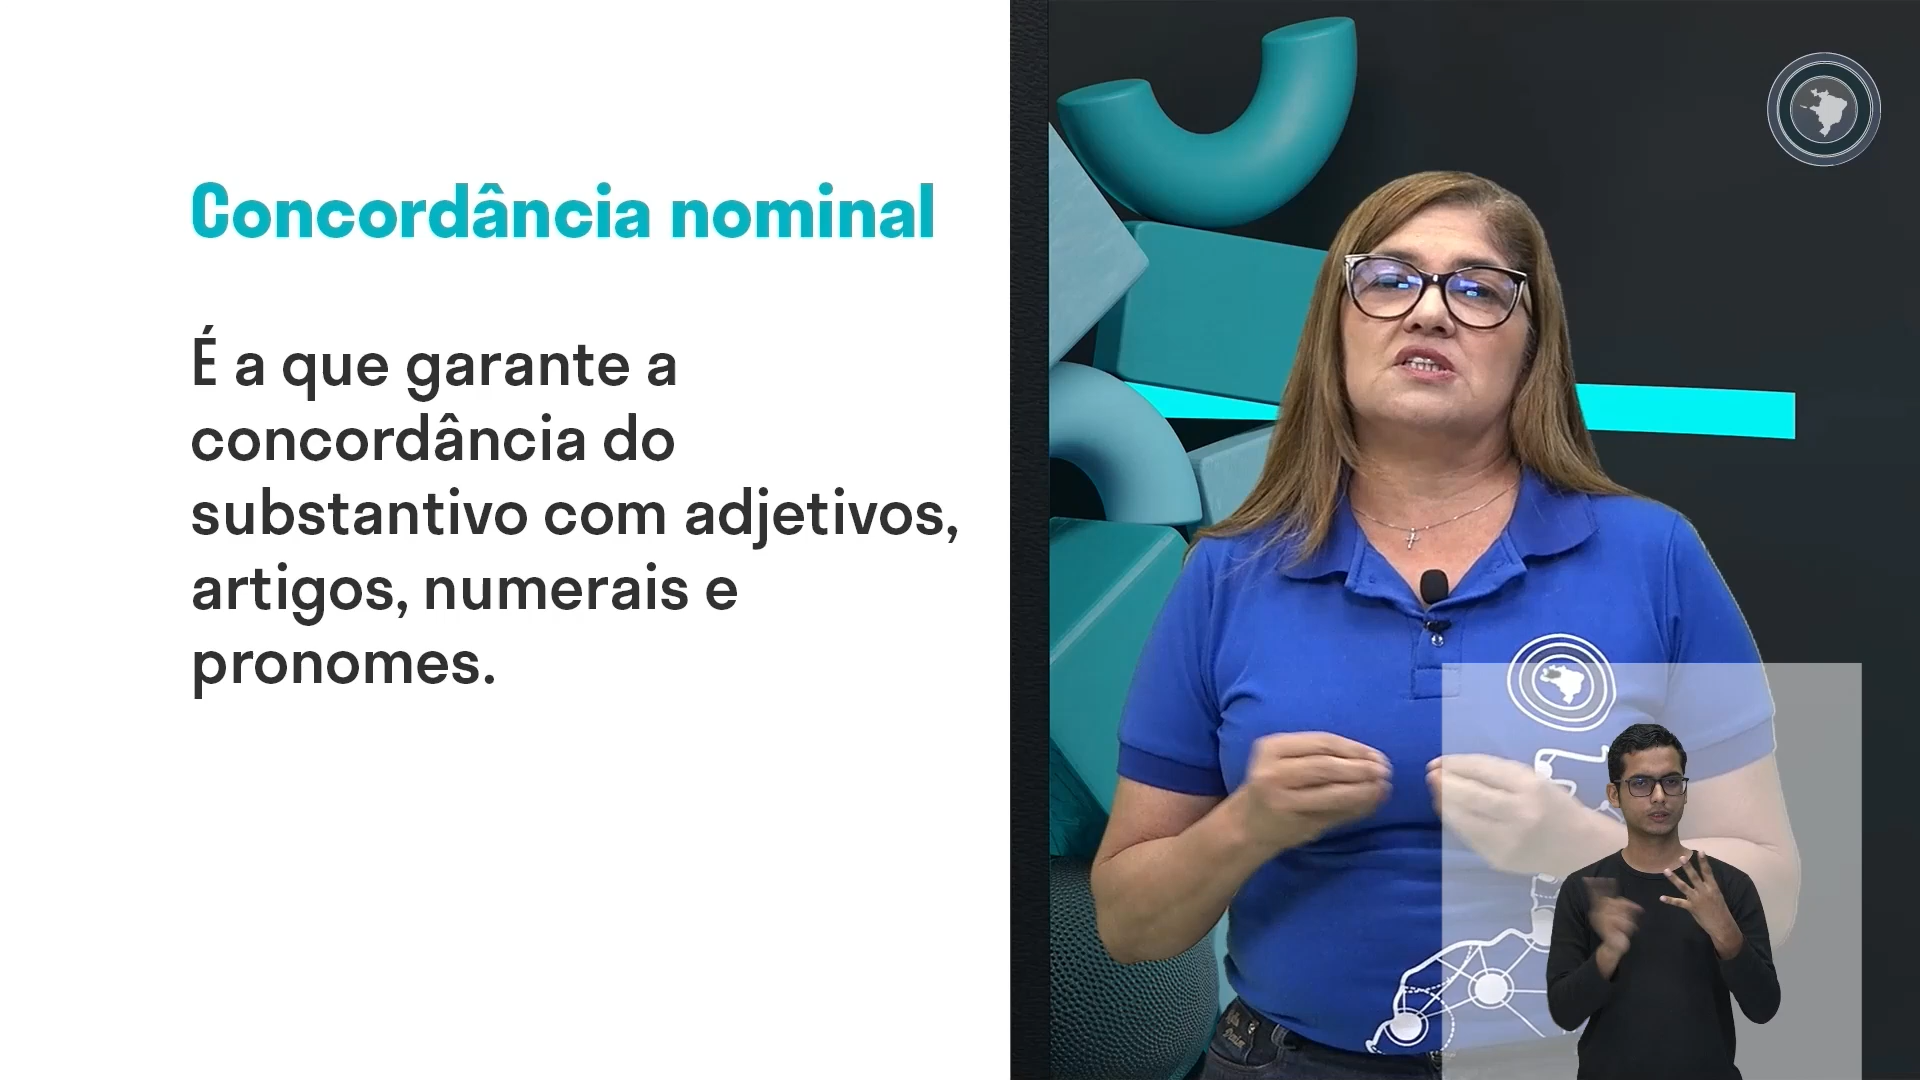 Concordância nominal
É a que garante a
concordância do
substantivo com adjetivos,
artigos, numerais e
pronomes.